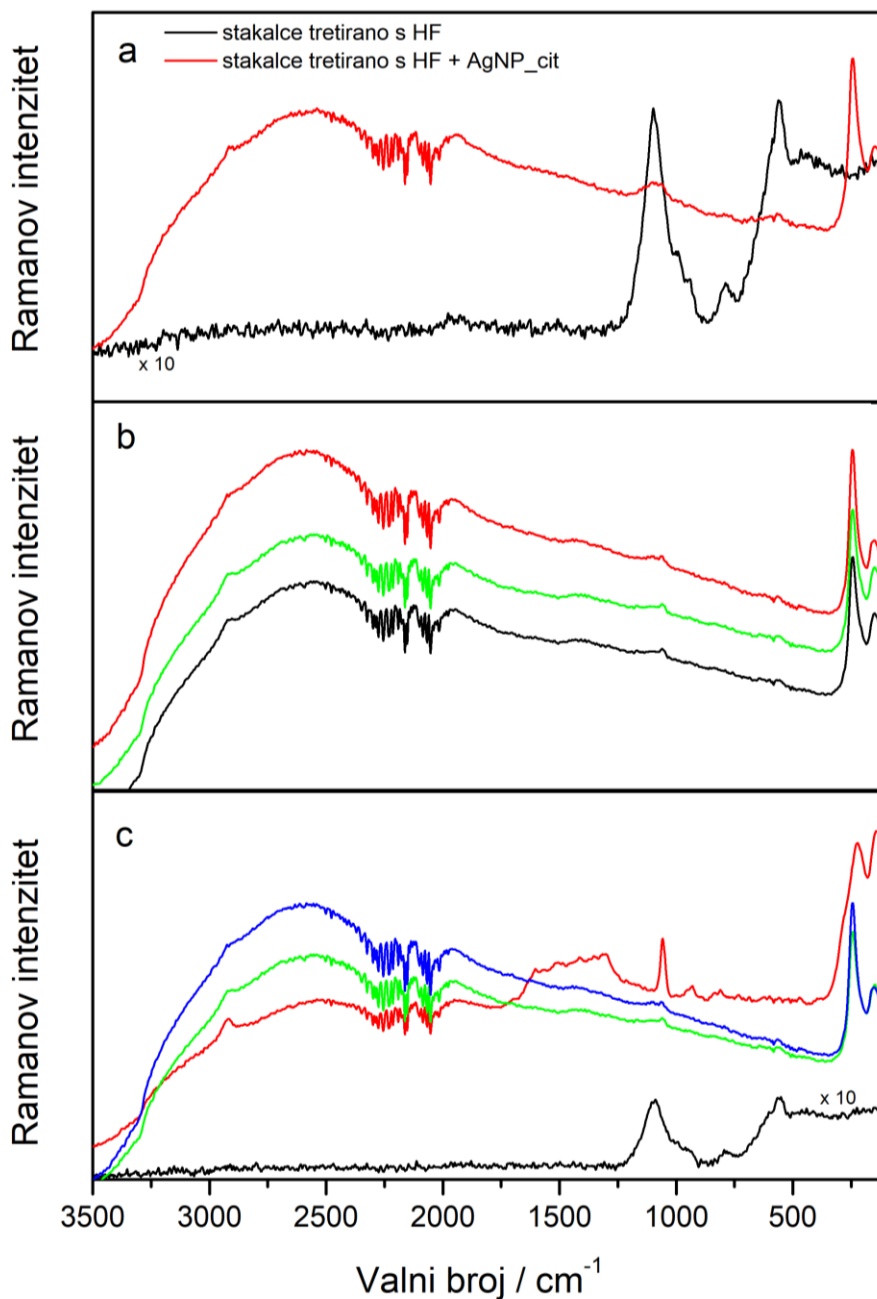 a
stakalce tretirano s HF
stakalce tretirano s HF + AgNP_cit
Ramanov intenzitet
x 10
b
Ramanov intenzitet
c
Ramanov intenzitet
x 10
3500 3000 2500 2000 1500 1000 500
Valni broj / cm⁻¹